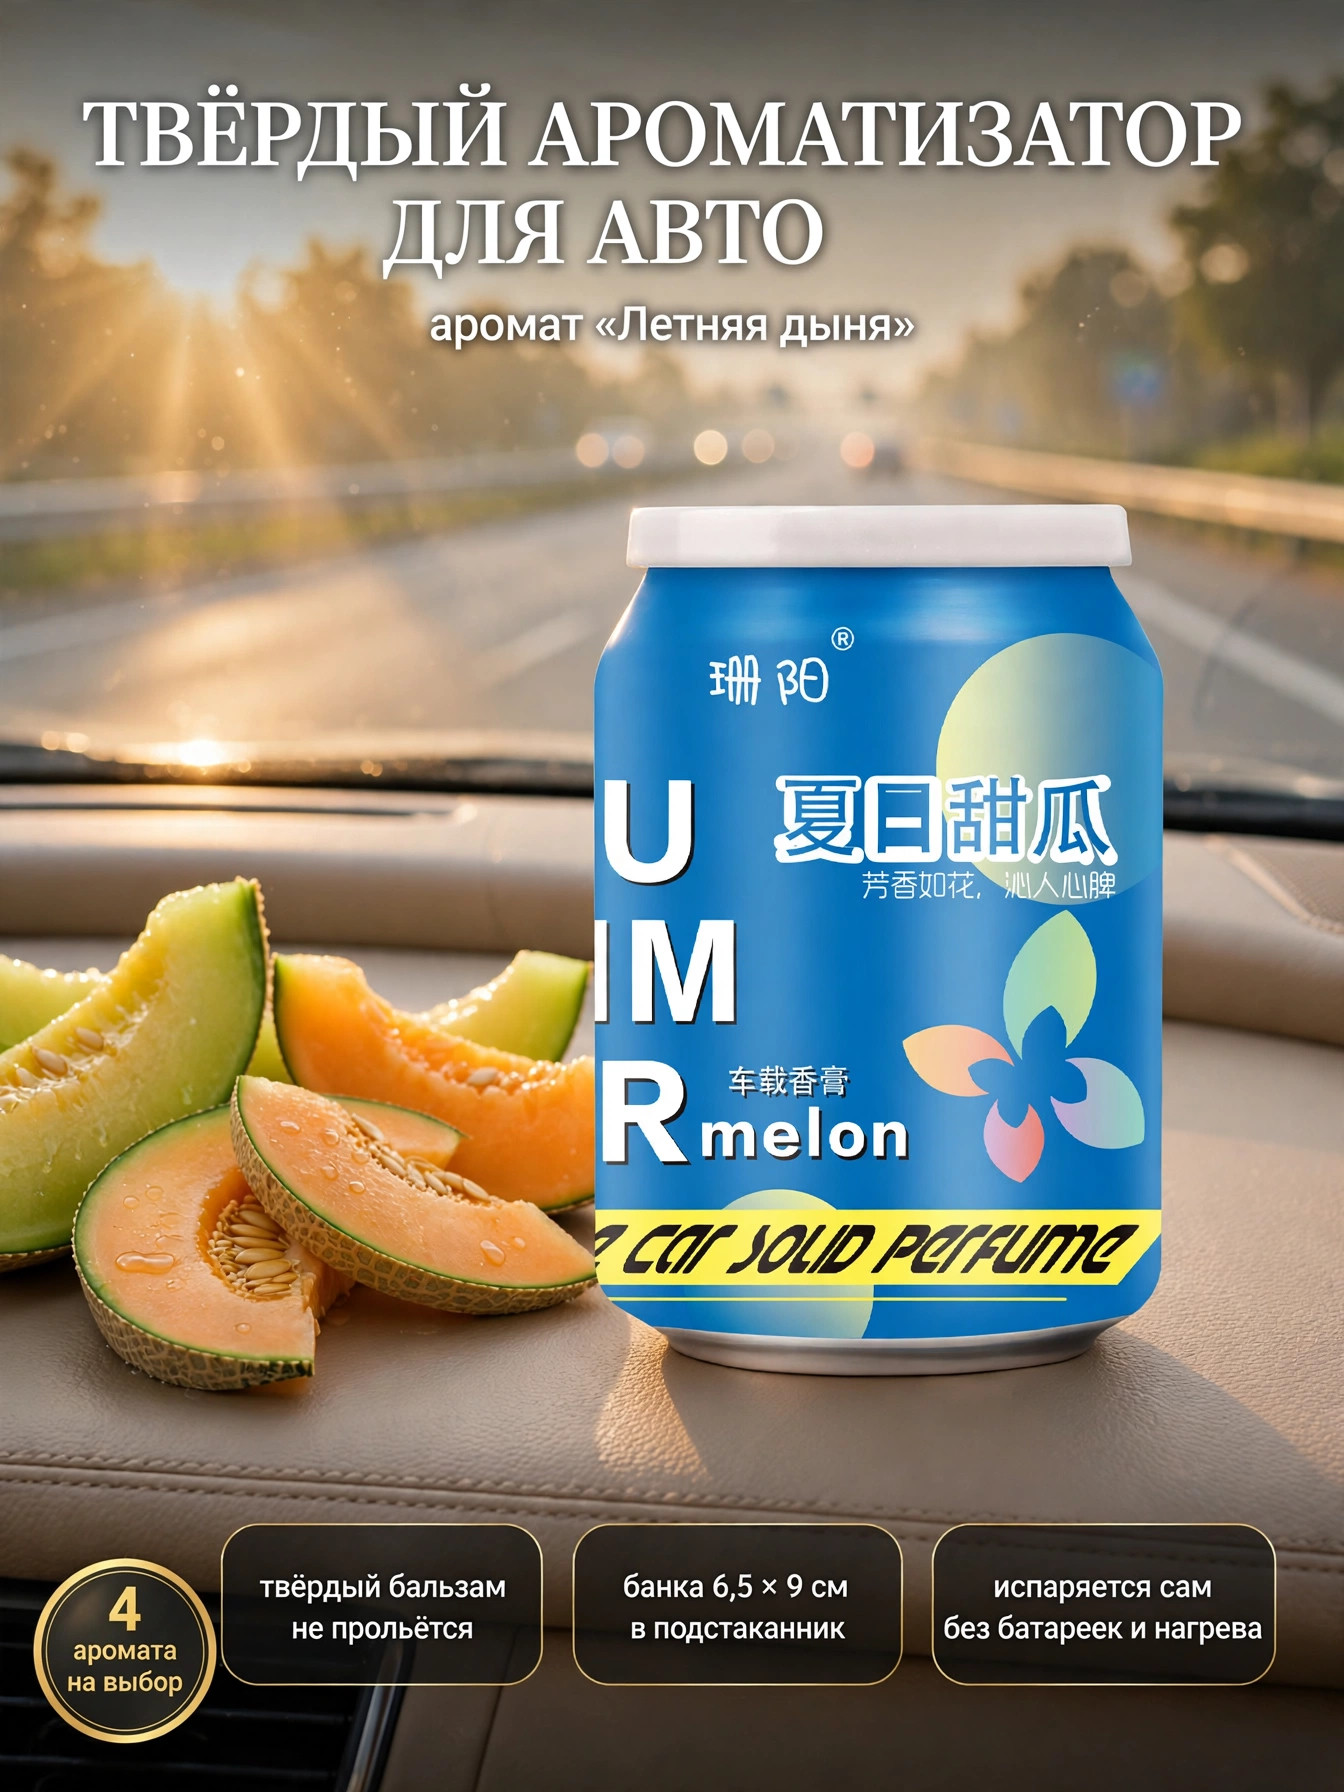 ТВЁРДЫЙ АРОМАТИЗАТОР
ДЛЯ АВТО
аромат «Летняя дыня»
珊阳®
夏日甜瓜
芳香如花，沁人心脾
U
M
R
车载香膏
melon
CAR SOLID PERFUME
4
аромата
на выбор
твёрдый бальзам
не прольётся
банка 6,5 × 9 см
в подстаканник
испаряется сам
без батареек и нагрева